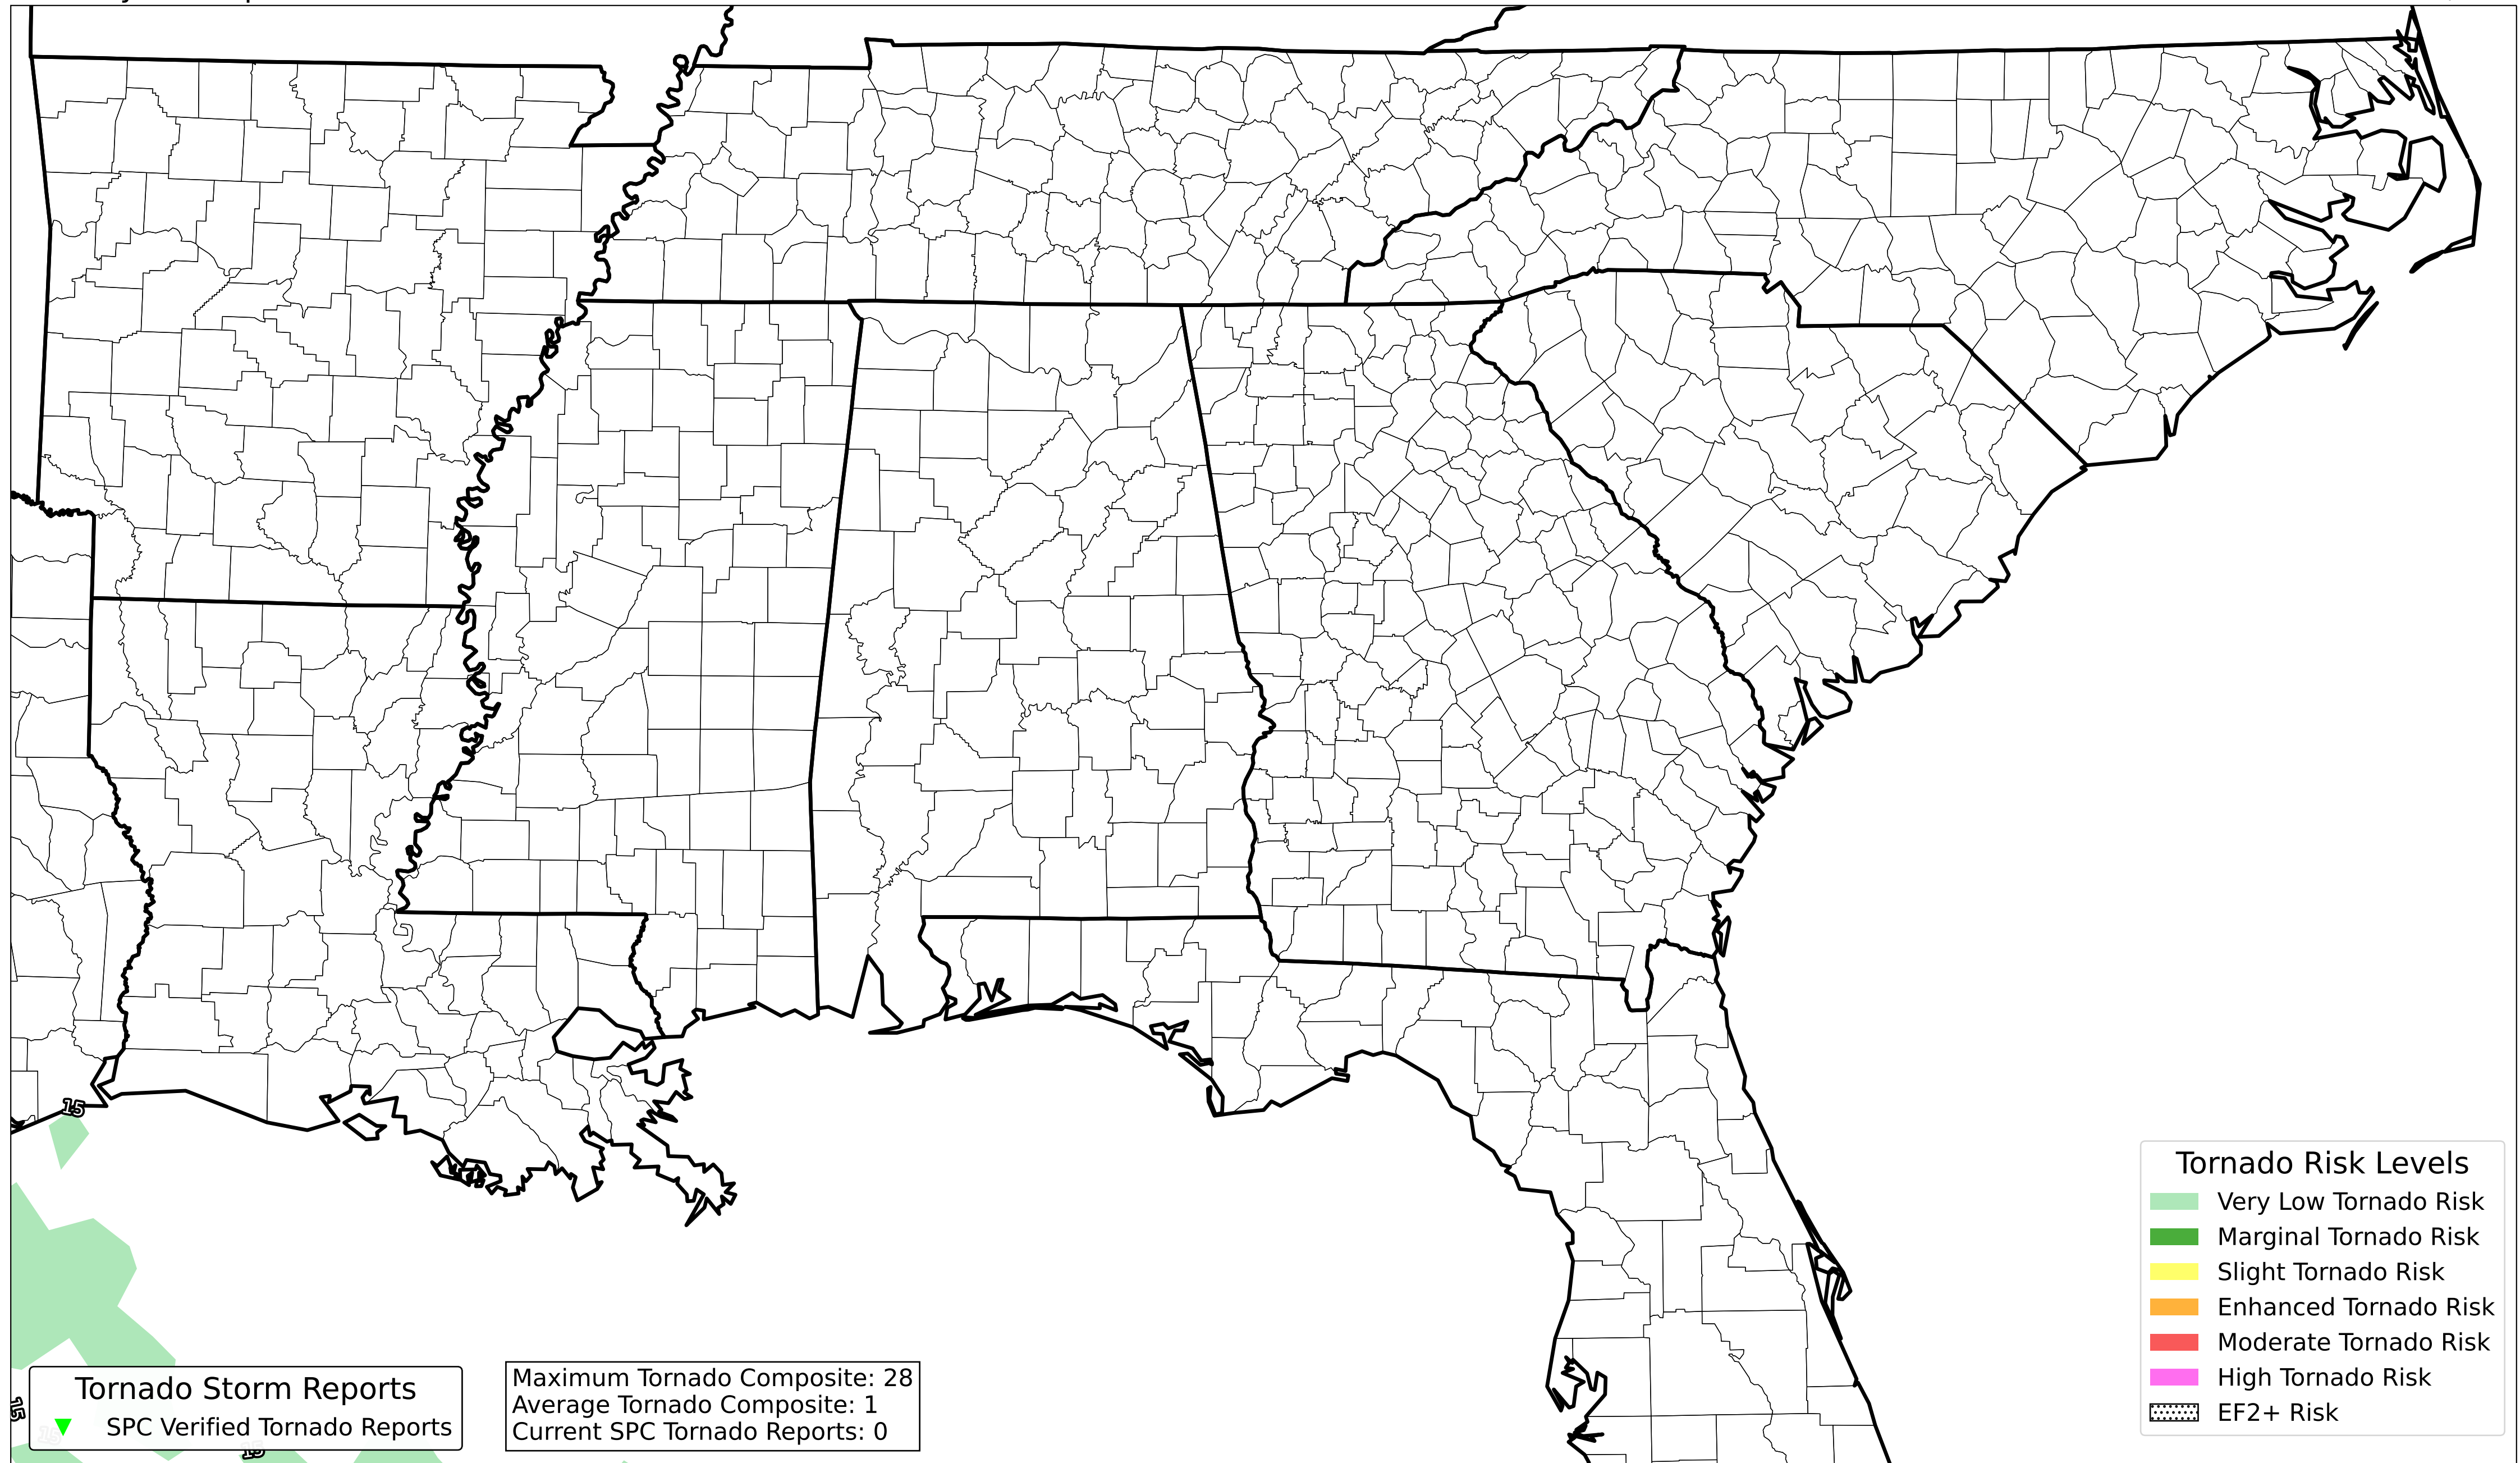 15
15
15
15
Tornado Storm Reports
SPC Verified Tornado Reports
Maximum Tornado Composite: 28
Average Tornado Composite: 1
Current SPC Tornado Reports: 0
Tornado Risk Levels
Very Low Tornado Risk
Marginal Tornado Risk
Slight Tornado Risk
Enhanced Tornado Risk
Moderate Tornado Risk
High Tornado Risk
EF2+ Risk